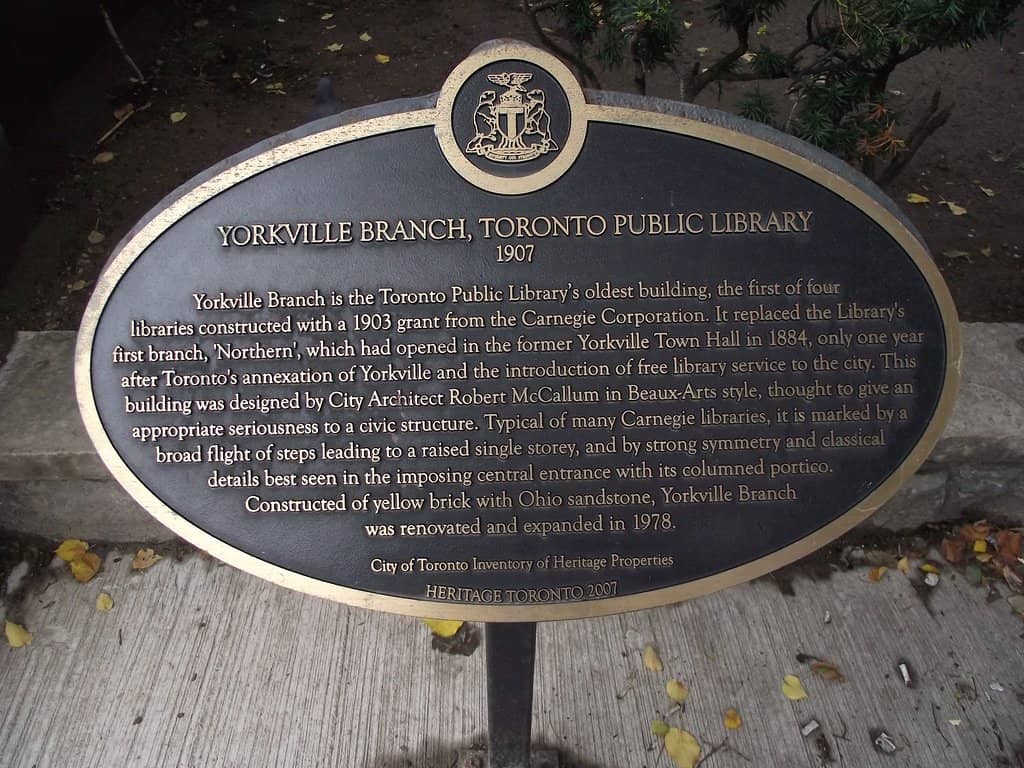 YORKVILLE BRANCH, TORONTO PUBLIC LIBRARY
1907
Yorkville Branch is the Toronto Public Library's oldest building, the first of four
libraries constructed with a 1903 grant from the Carnegie Corporation. It replaced the Library's
first branch, 'Northern', which had opened in the former Yorkville Town Hall in 1884, only one year
after Toronto's annexation of Yorkville and the introduction of free library service to the city. This
building was designed by City Architect Robert McCallum in Beaux-Arts style, thought to give an
appropriate seriousness to a civic structure. Typical of many Carnegie libraries, it is marked by a
broad flight of steps leading to a raised single storey, and by strong symmetry and classical
details best seen in the imposing central entrance with its columned portico.
Constructed of yellow brick with Ohio sandstone, Yorkville Branch
was renovated and expanded in 1978.
City of Toronto Inventory of Heritage Properties
HERITAGE TORONTO 2007